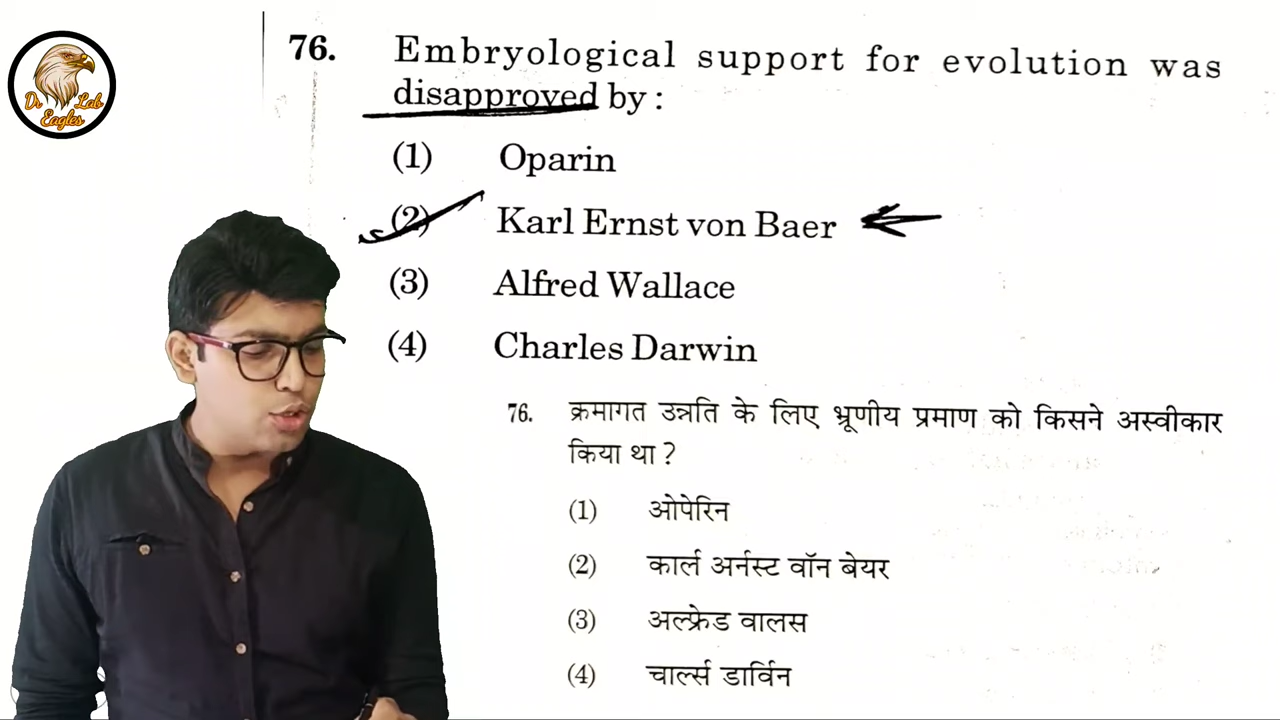 Dr Lab
Eagles
76. Embryological support for evolution was
disapproved by :
(1) Oparin
(2) Karl Ernst von Baer
(3) Alfred Wallace
(4) Charles Darwin
76. क्रमागत उन्नति के लिए भ्रूणीय प्रमाण को किसने अस्वीकार
किया था ?
(1) ओपेरिन
(2) कार्ल अर्नस्ट वॉन बेयर
(3) अल्फ्रेड वालस
(4) चार्ल्स डार्विन